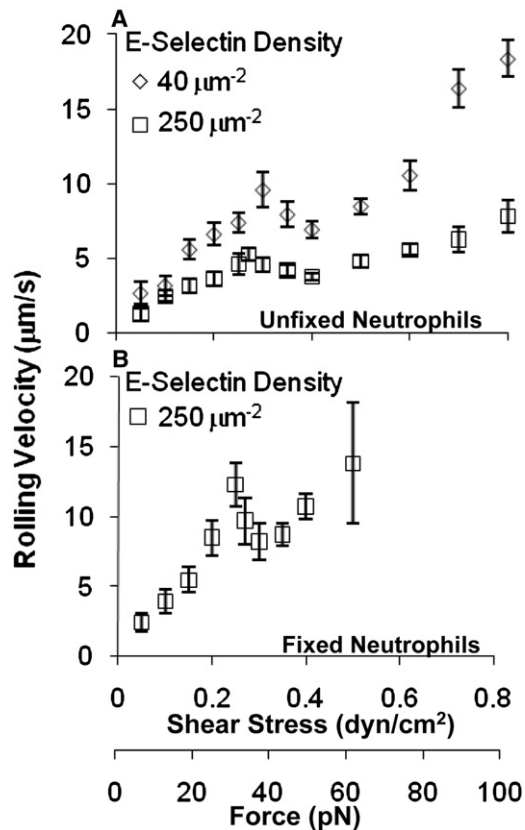 A
20
E-Selectin Density
40 μm-2
15
250 μm-2
10
5
0
Unfixed Neutrophils
B
20
E-Selectin Density
250 μm-2
15
10
5
0
Fixed Neutrophils
Rolling Velocity (μm/s)
0 0.2 0.4 0.6 0.8
Shear Stress (dyn/cm2)
0 20 40 60 80 100
Force (pN)